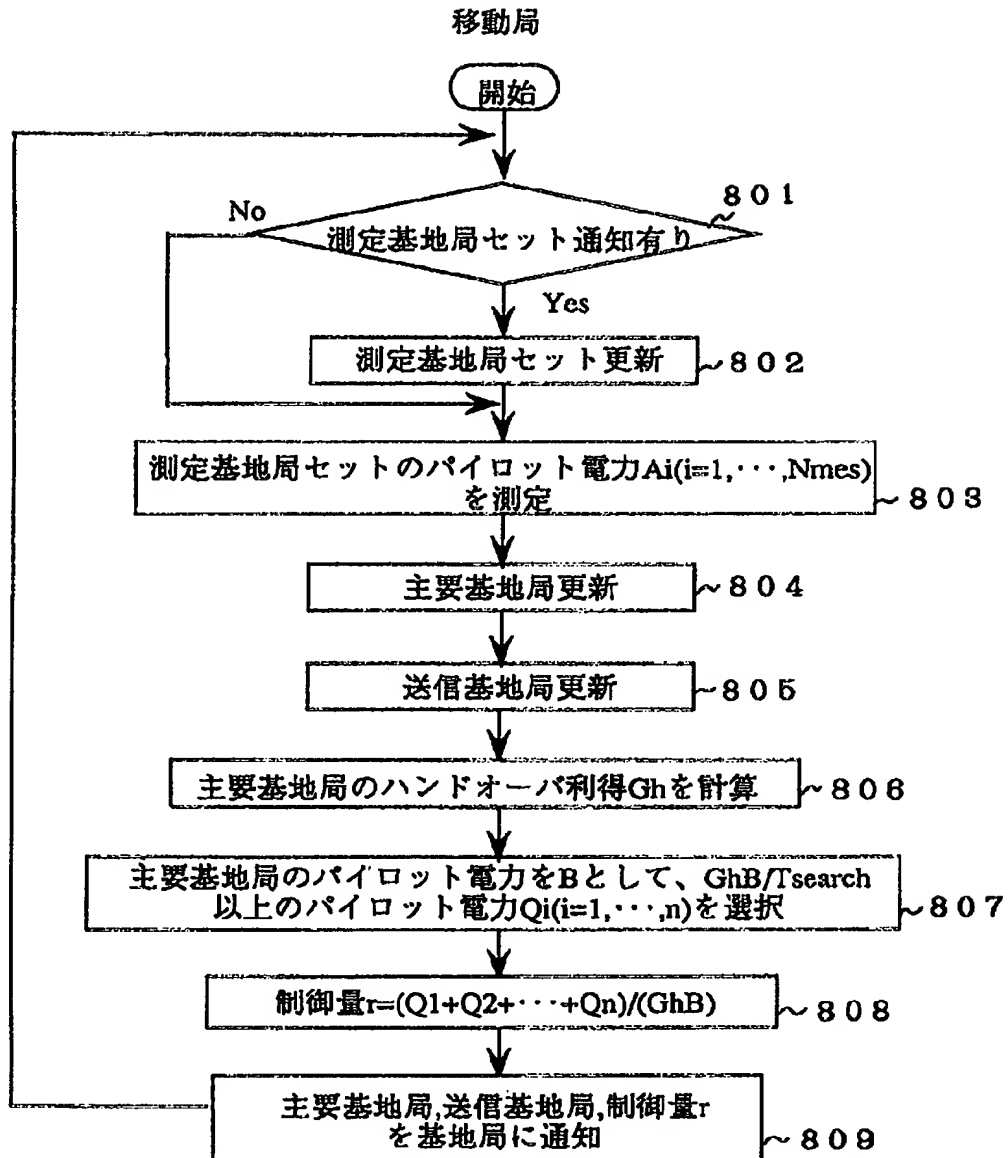 移動局
開始
801
No
測定基地局セット通知有り
Yes
測定基地局セット更新
802
測定基地局セットのパイロット電力Ai(i=1,···,Nmes)
を測定
803
主要基地局更新
804
送信基地局更新
805
主要基地局のハンドオーバ利得Ghを計算
806
主要基地局のパイロット電力をBとして、GhB/Tsearch
以上のパイロット電力Qi(i=1,···,n)を選択
807
制御量r=(Q1+Q2+···+Qn)/(GhB)
808
主要基地局,送信基地局,制御量r
を基地局に通知
809